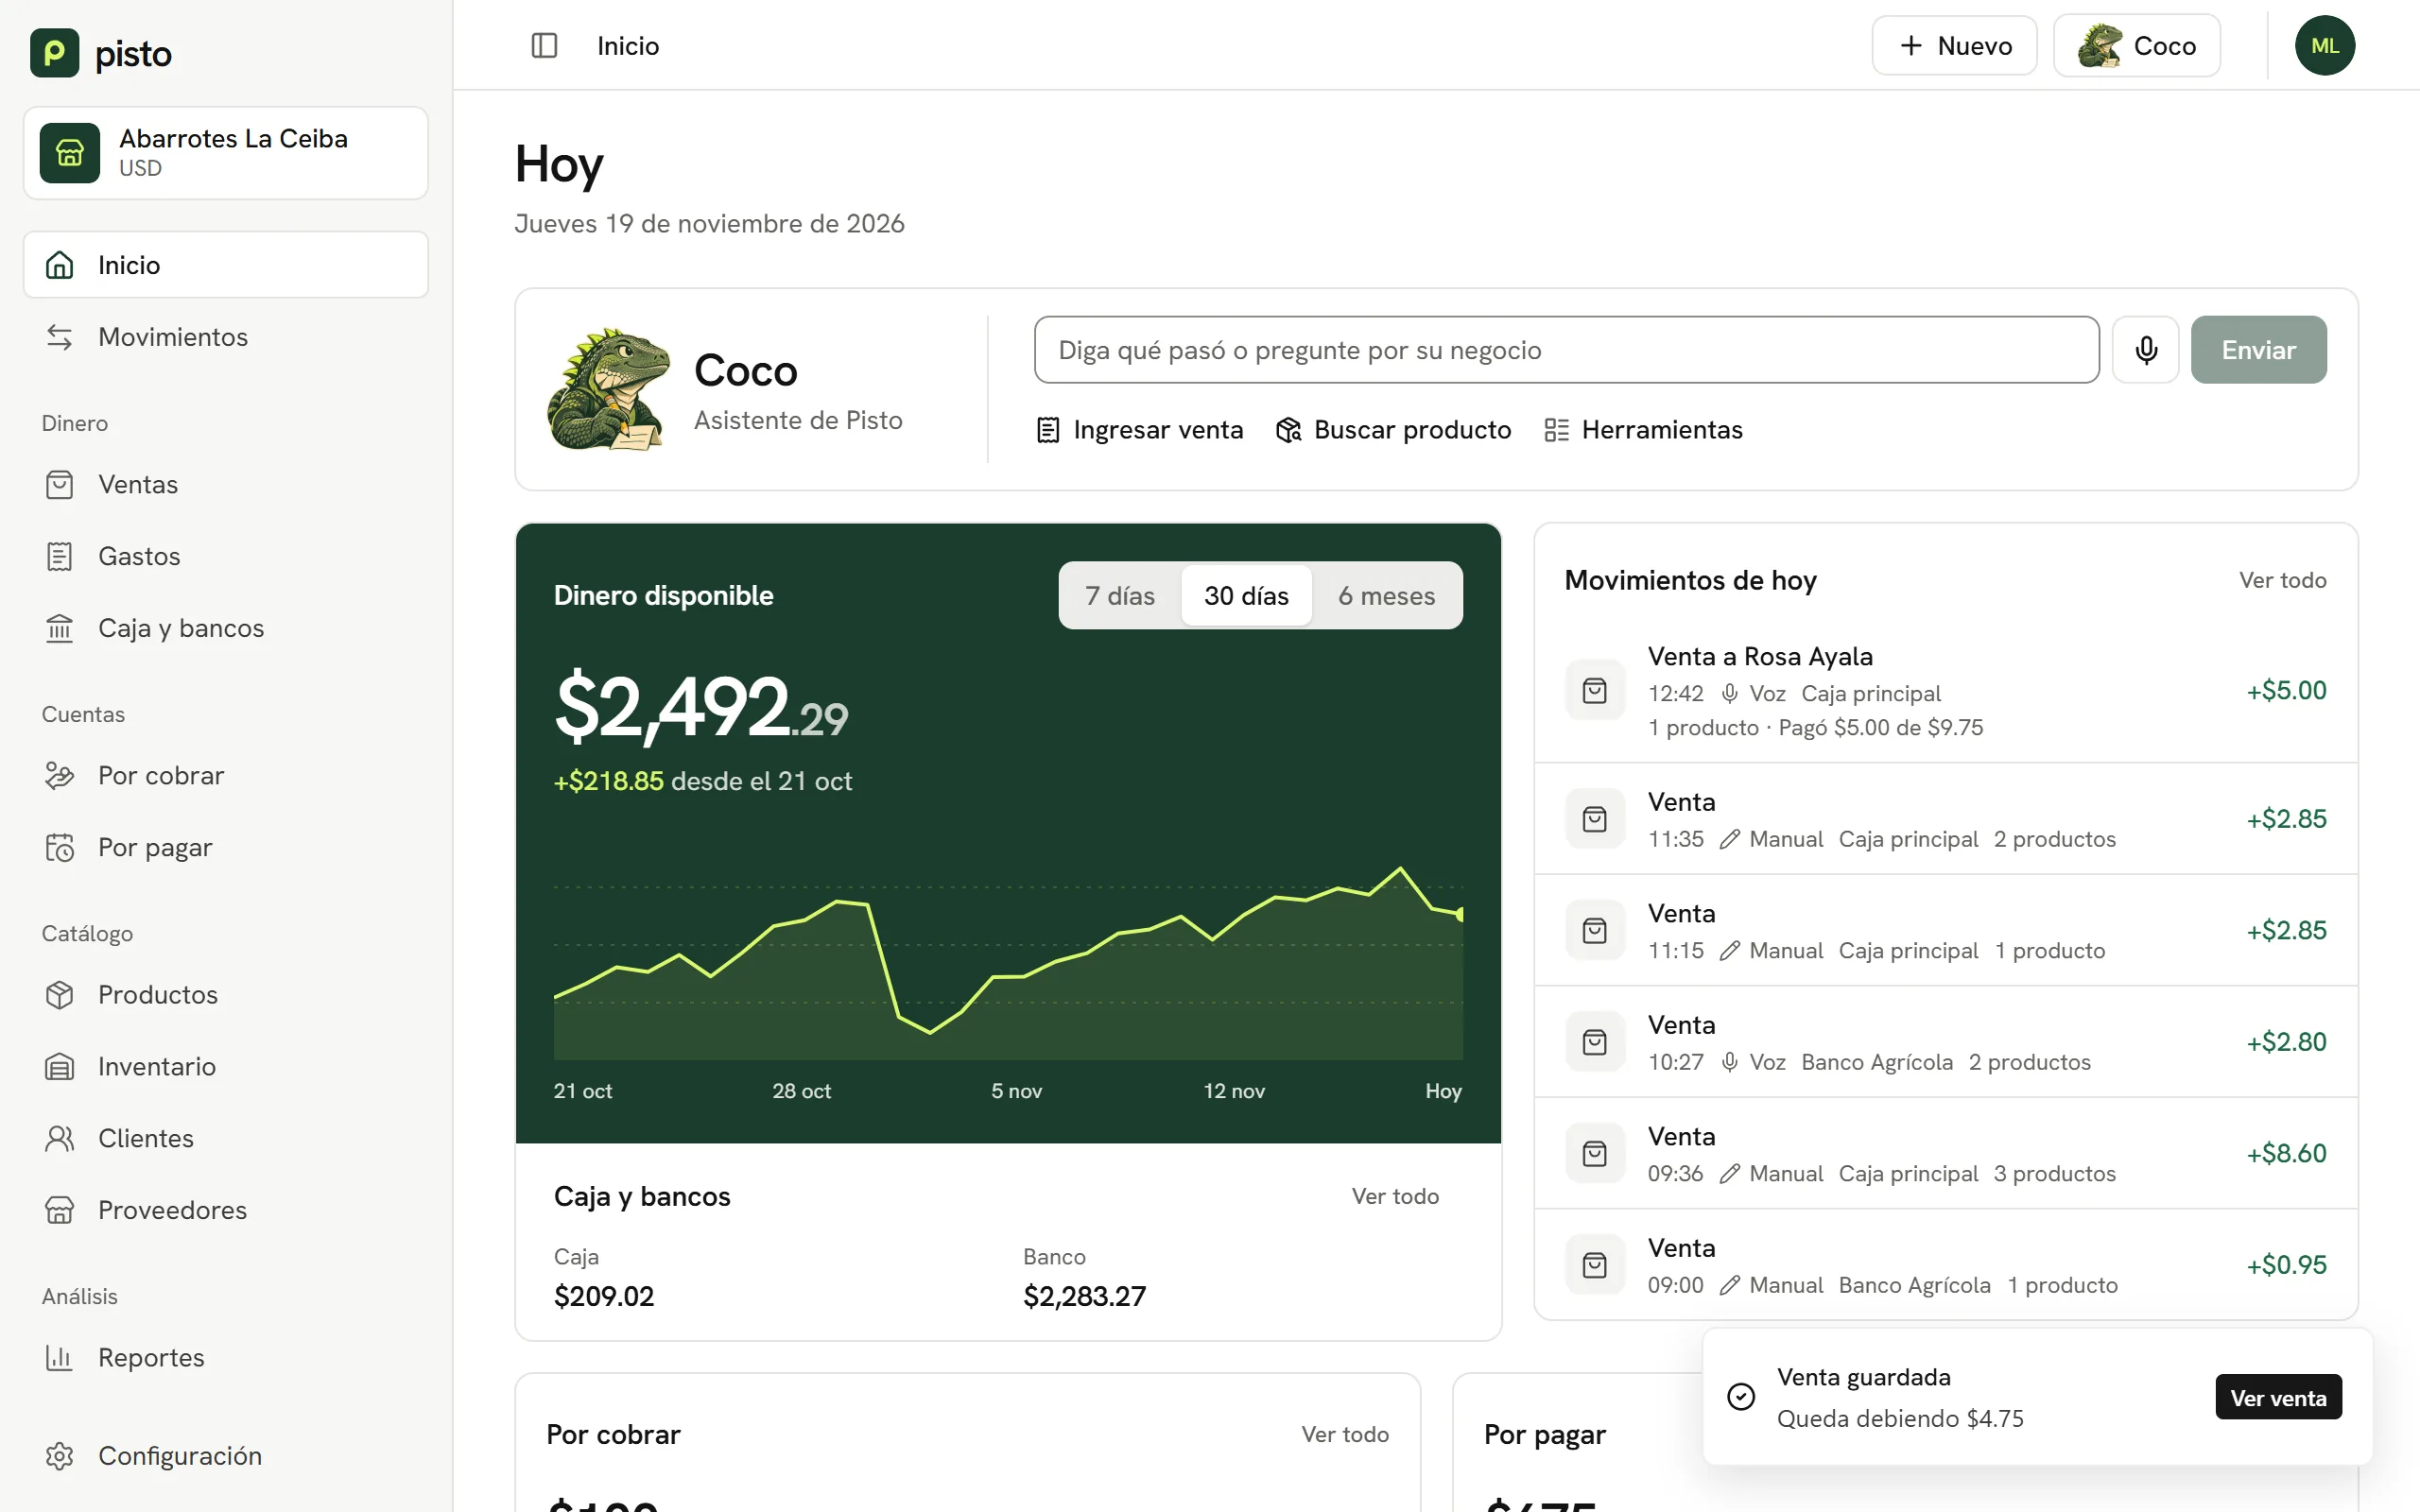 pisto
Abarrotes La Ceiba
USD
Inicio
Movimientos
Dinero
Ventas
Gastos
Caja y bancos
Cuentas
Por cobrar
Por pagar
Catálogo
Productos
Inventario
Clientes
Proveedores
Análisis
Reportes
Configuración
Inicio
Nuevo
Coco
ML
Hoy
Jueves 19 de noviembre de 2026
Coco
Asistente de Pisto
Diga qué pasó o pregunte por su negocio
Enviar
Ingresar venta
Buscar producto
Herramientas
Dinero disponible
7 días
30 días
6 meses
$2,492.29
+$218.85 desde el 21 oct
21 oct
28 oct
5 nov
12 nov
Hoy
Caja y bancos
Ver todo
Caja
$209.02
Banco
$2,283.27
Movimientos de hoy
Ver todo
Venta a Rosa Ayala
12:42 Voz Caja principal
1 producto · Pagó $5.00 de $9.75
+$5.00
Venta
11:35 Manual Caja principal 2 productos
+$2.85
Venta
11:15 Manual Caja principal 1 producto
+$2.85
Venta
10:27 Voz Banco Agrícola 2 productos
+$2.80
Venta
09:36 Manual Caja principal 3 productos
+$8.60
Venta
09:00 Manual Banco Agrícola 1 producto
+$0.95
Por cobrar
Ver todo
Por pagar
Venta guardada
Queda debiendo $4.75
Ver venta